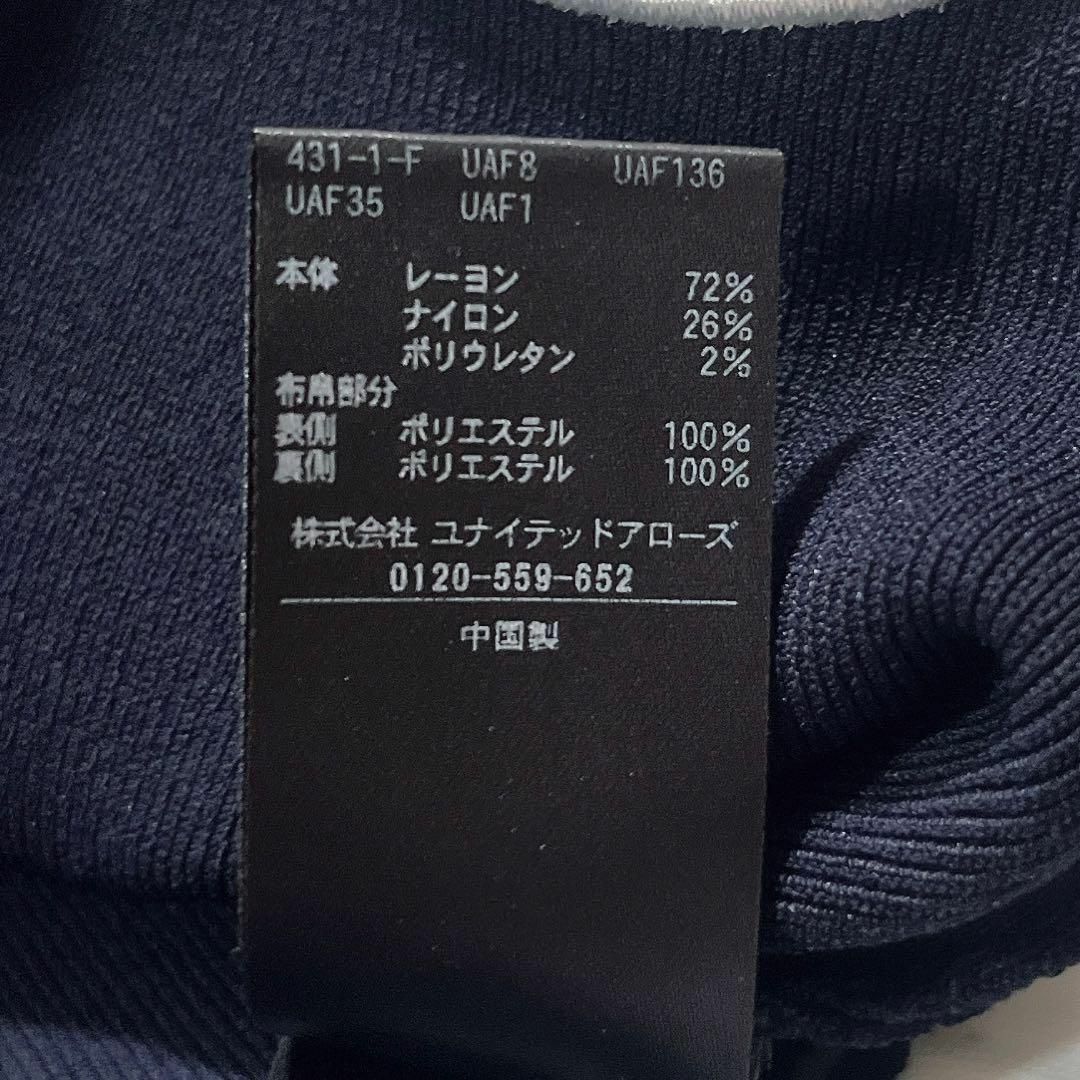 431-1-F UAF8 UAF136
UAF35 UAF1
本体 レーヨン 72%
ナイロン 26%
ポリウレタン 2%
布帛部分
表側 ポリエステル 100%
裏側 ポリエステル 100%
株式会社 ユナイテッドアローズ
0120-559-652
中国製